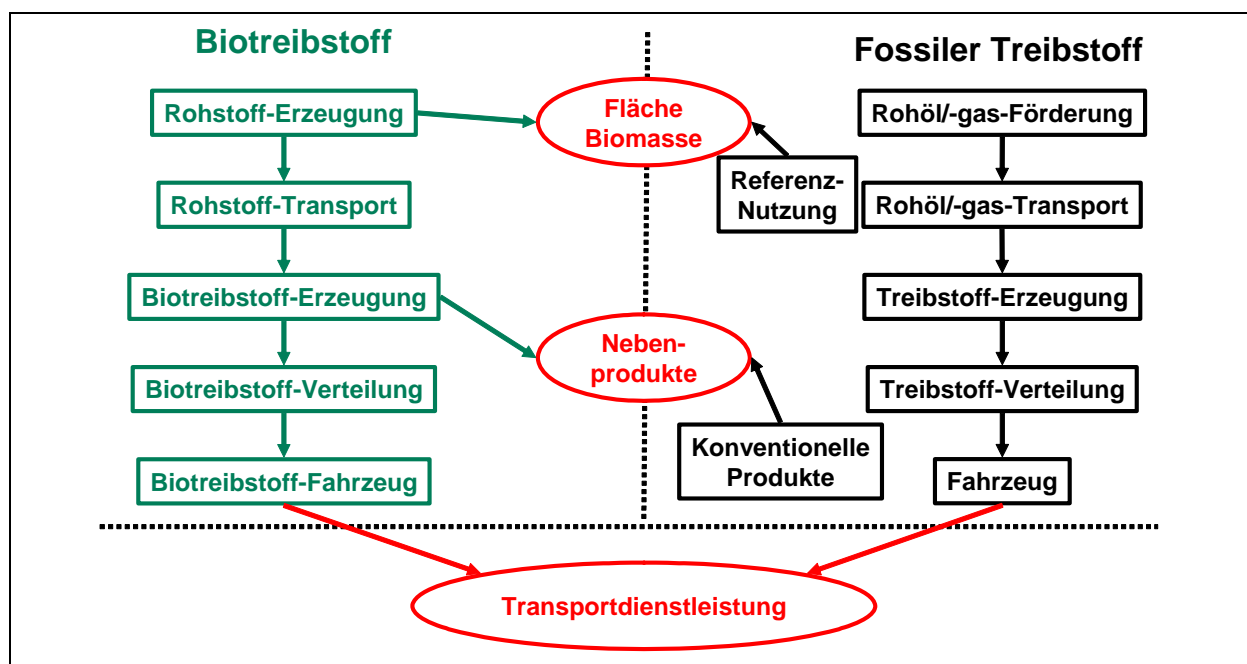 Biotreibstoff
Rohstoff-Erzeugung
Rohstoff-Transport
Biotreibstoff-Erzeugung
Biotreibstoff-Verteilung
Biotreibstoff-Fahrzeug
Fläche
Biomasse
Neben-
produkte
Referenz-
Nutzung
Konventionelle
Produkte
Fossiler Treibstoff
Rohöl/-gas-Förderung
Rohöl/-gas-Transport
Treibstoff-Erzeugung
Treibstoff-Verteilung
Fahrzeug
Transportdienstleistung